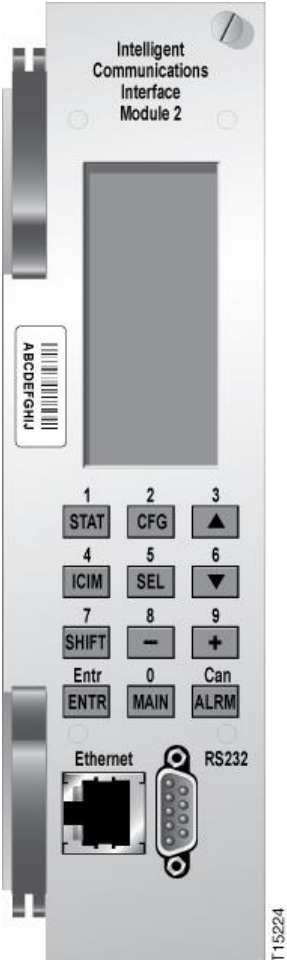 Intelligent
Communications
Interface
Module 2
ABCDEFGHIJ
1 2 3
STAT CFG ▲
4 5 6
ICIM SEL ▼
7 8 9
SHIFT − +
Entr 0 Can
ENTR MAIN ALRM
Ethernet RS232
T15224